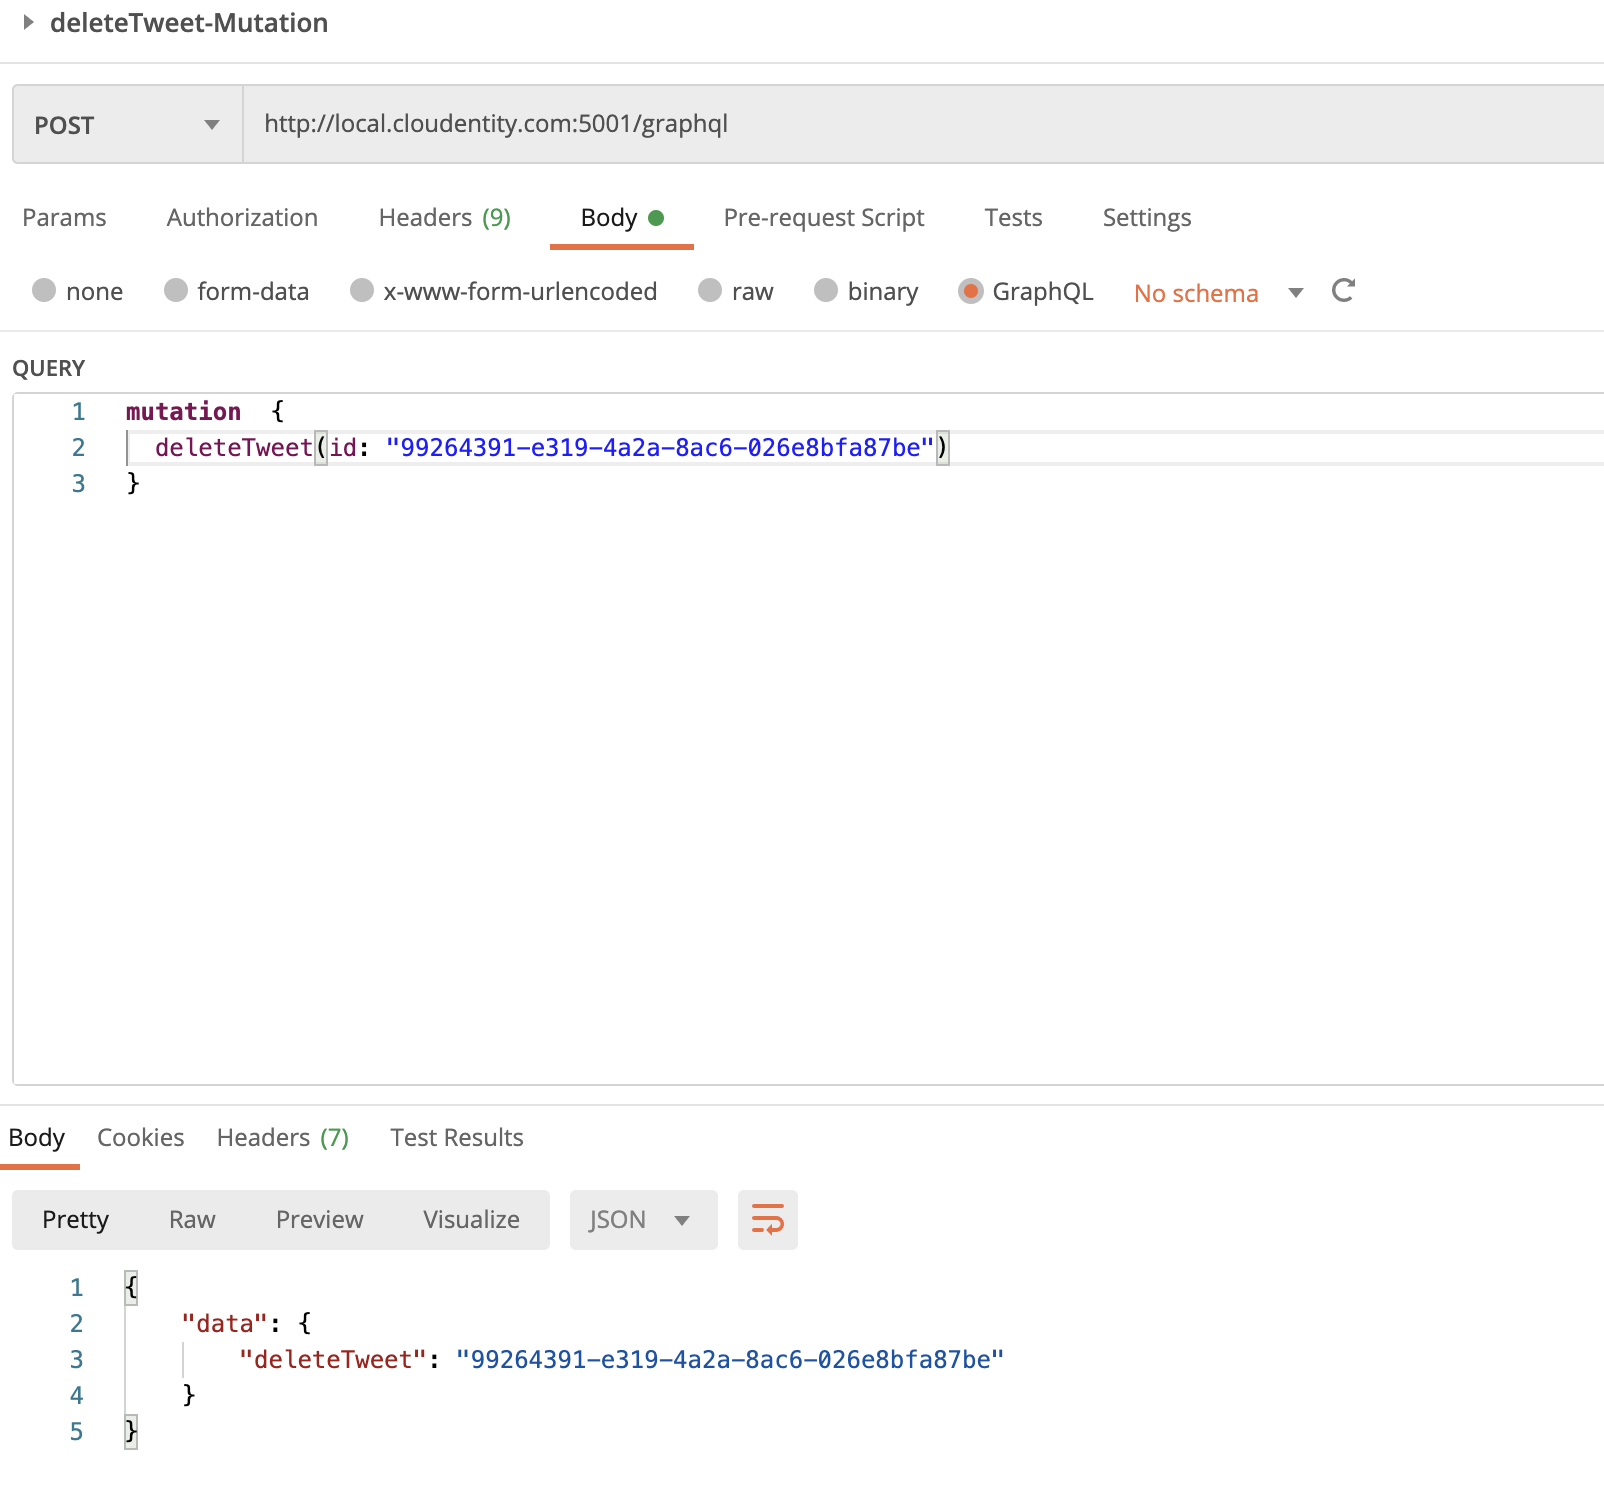 deleteTweet-Mutation
POST http://local.cloudentity.com:5001/graphql
Params Authorization Headers (9) Body Pre-request Script Tests Settings
none form-data x-www-form-urlencoded raw binary GraphQL No schema
QUERY
1 mutation  {
2   deleteTweet(id: "99264391-e319-4a2a-8ac6-026e8bfa87be")
3 }
Body Cookies Headers (7) Test Results
Pretty Raw Preview Visualize JSON
1 {
2     "data": {
3         "deleteTweet": "99264391-e319-4a2a-8ac6-026e8bfa87be"
4     }
5 }